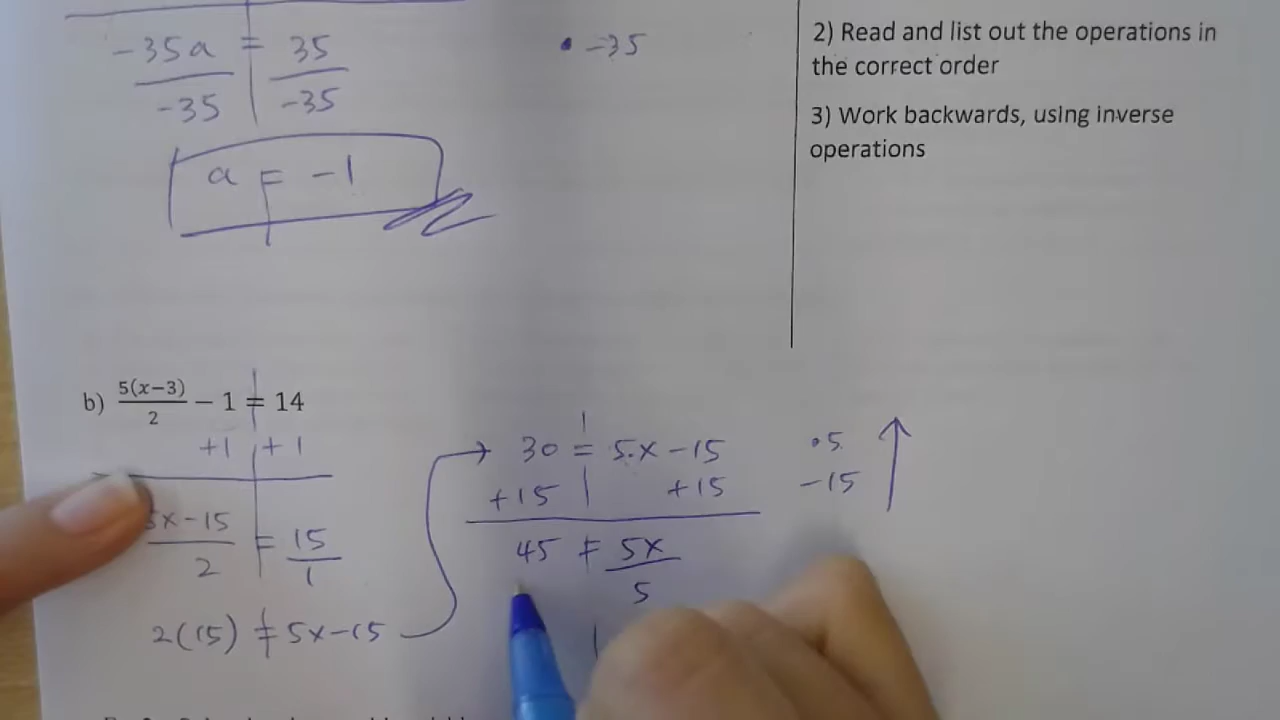 -35a = 35
-35 -35
• -35
a = -1
2) Read and list out the operations in
the correct order
3) Work backwards, using inverse
operations
b) 5(x−3)/2 − 1 = 14
+1 +1
5x-15/2 = 15/1
2(15) = 5x-15
30 = 5.x -15
+15 +15
45 = 5x
5
•5
-15